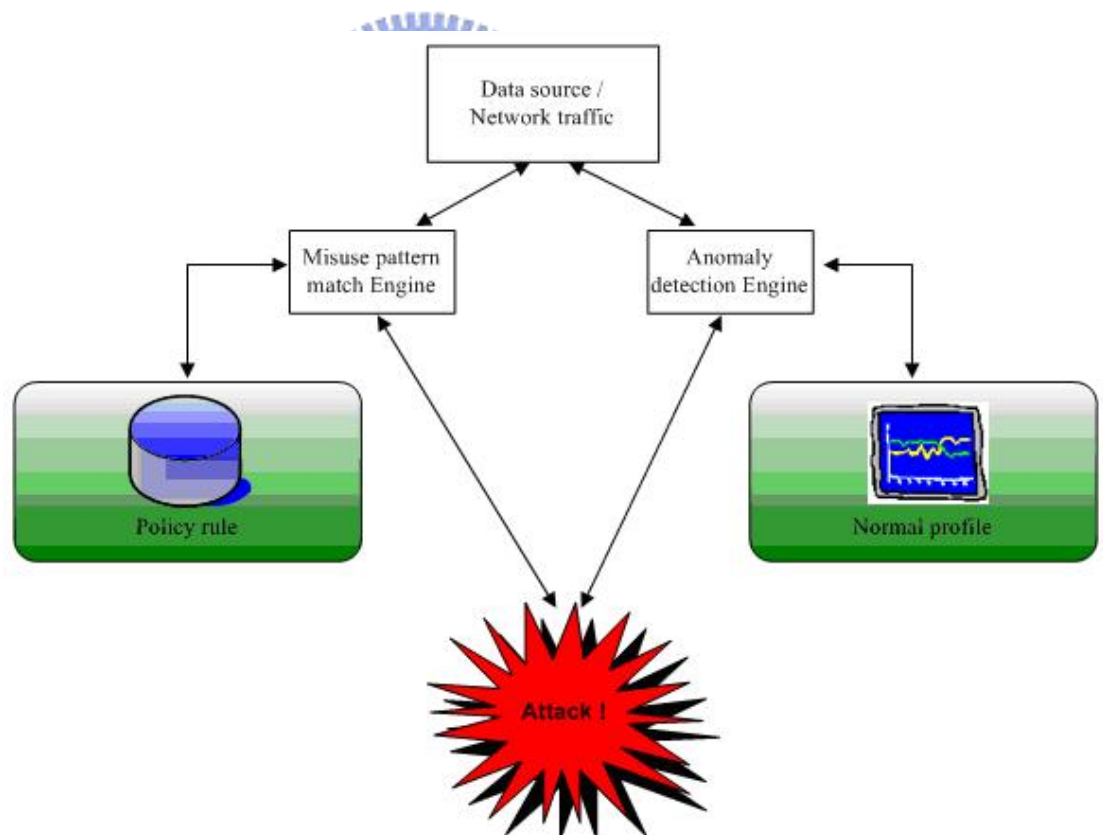 Data source /
Network traffic
Misuse pattern
match Engine
Anomaly
detection Engine
Policy rule
Normal profile
Attack !